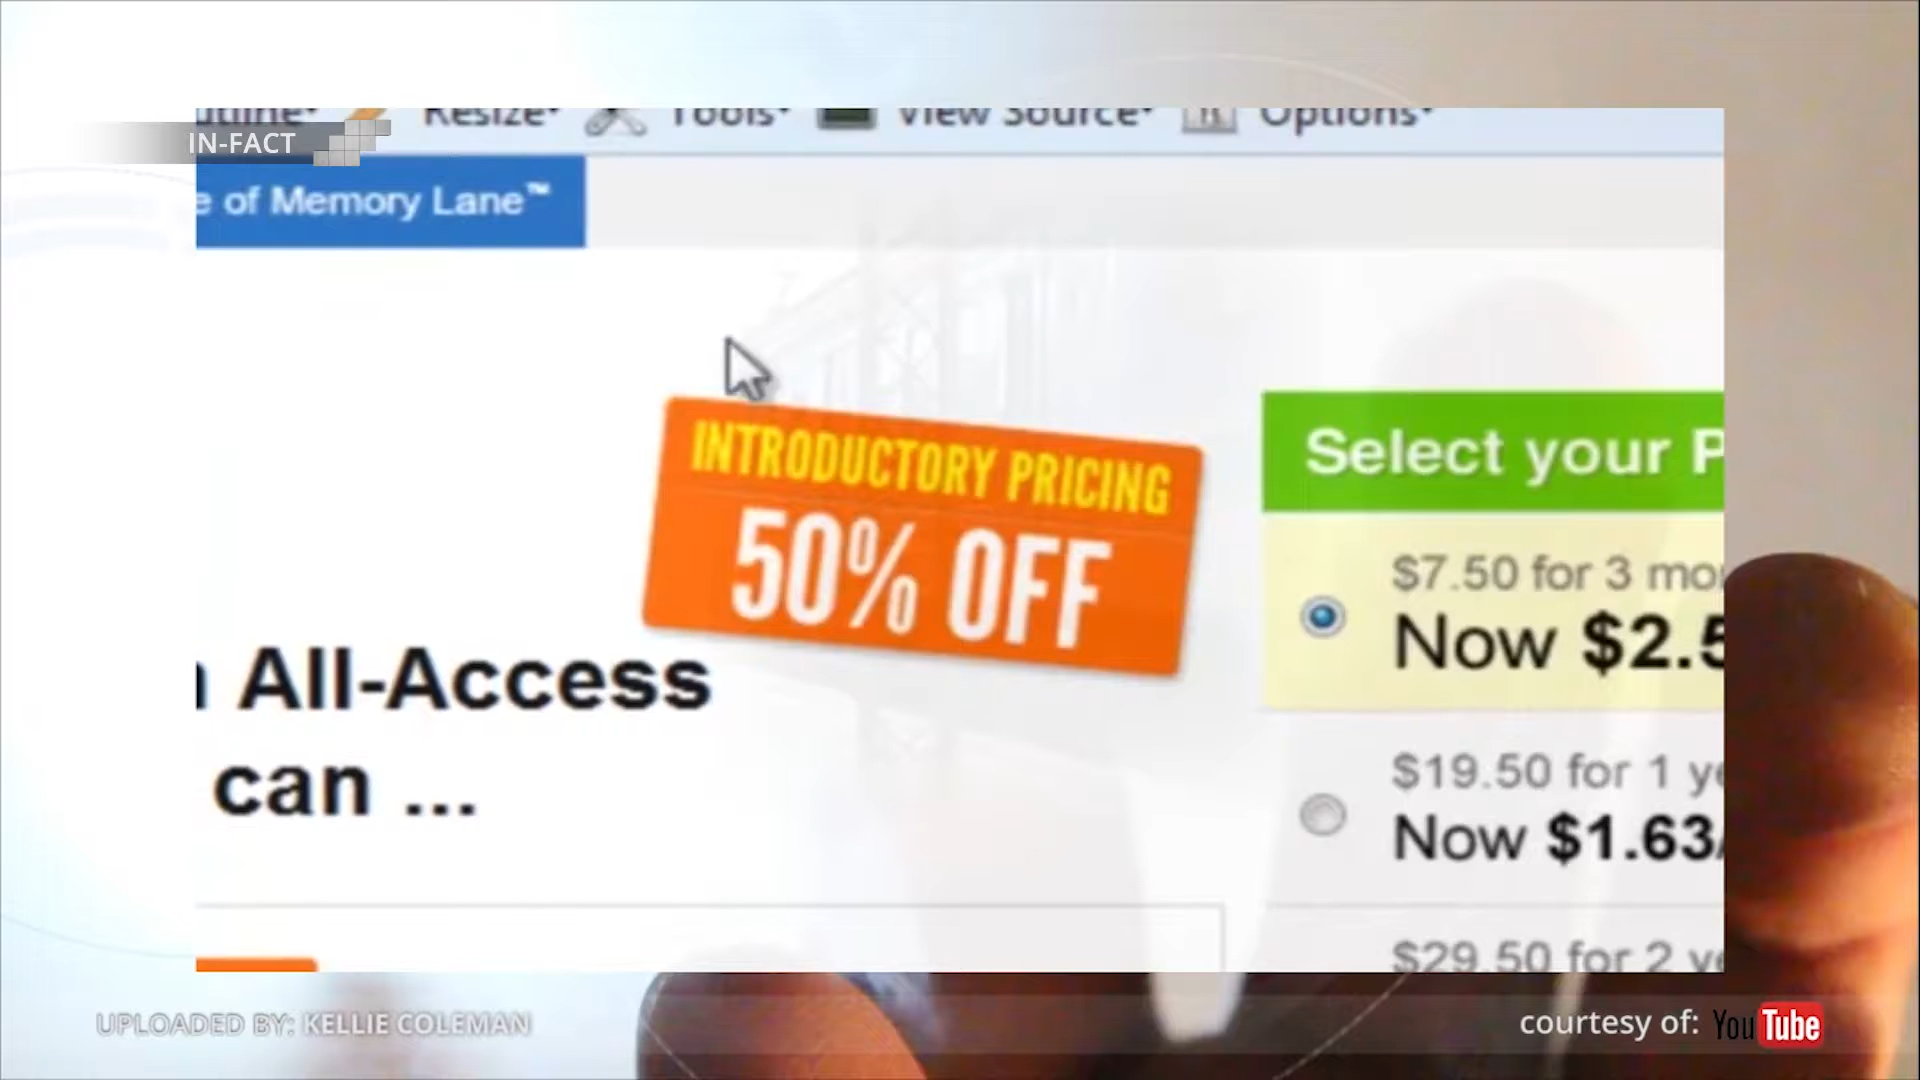 Resize
Tools
View Source
Options
IN-FACT
of Memory Lane™
INTRODUCTORY PRICING
50% OFF
Select your
$7.50 for 3
Now $2.5
All-Access
can ...
$19.50 for 1
Now $1.63/
$29.50 for 2
UPLOADED BY: KELLIE COLEMAN
courtesy of: YouTube